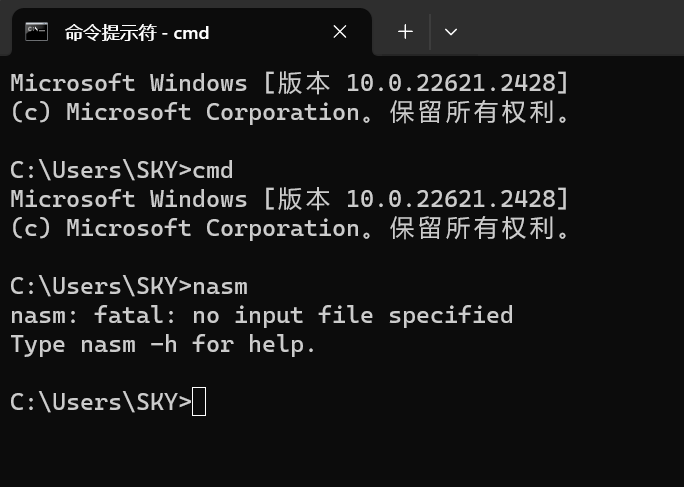 命令提示符 - cmd
Microsoft Windows [版本 10.0.22621.2428]
(c) Microsoft Corporation。保留所有权利。
C:\Users\SKY>cmd
Microsoft Windows [版本 10.0.22621.2428]
(c) Microsoft Corporation。保留所有权利。
C:\Users\SKY>nasm
nasm: fatal: no input file specified
Type nasm -h for help.
C:\Users\SKY>